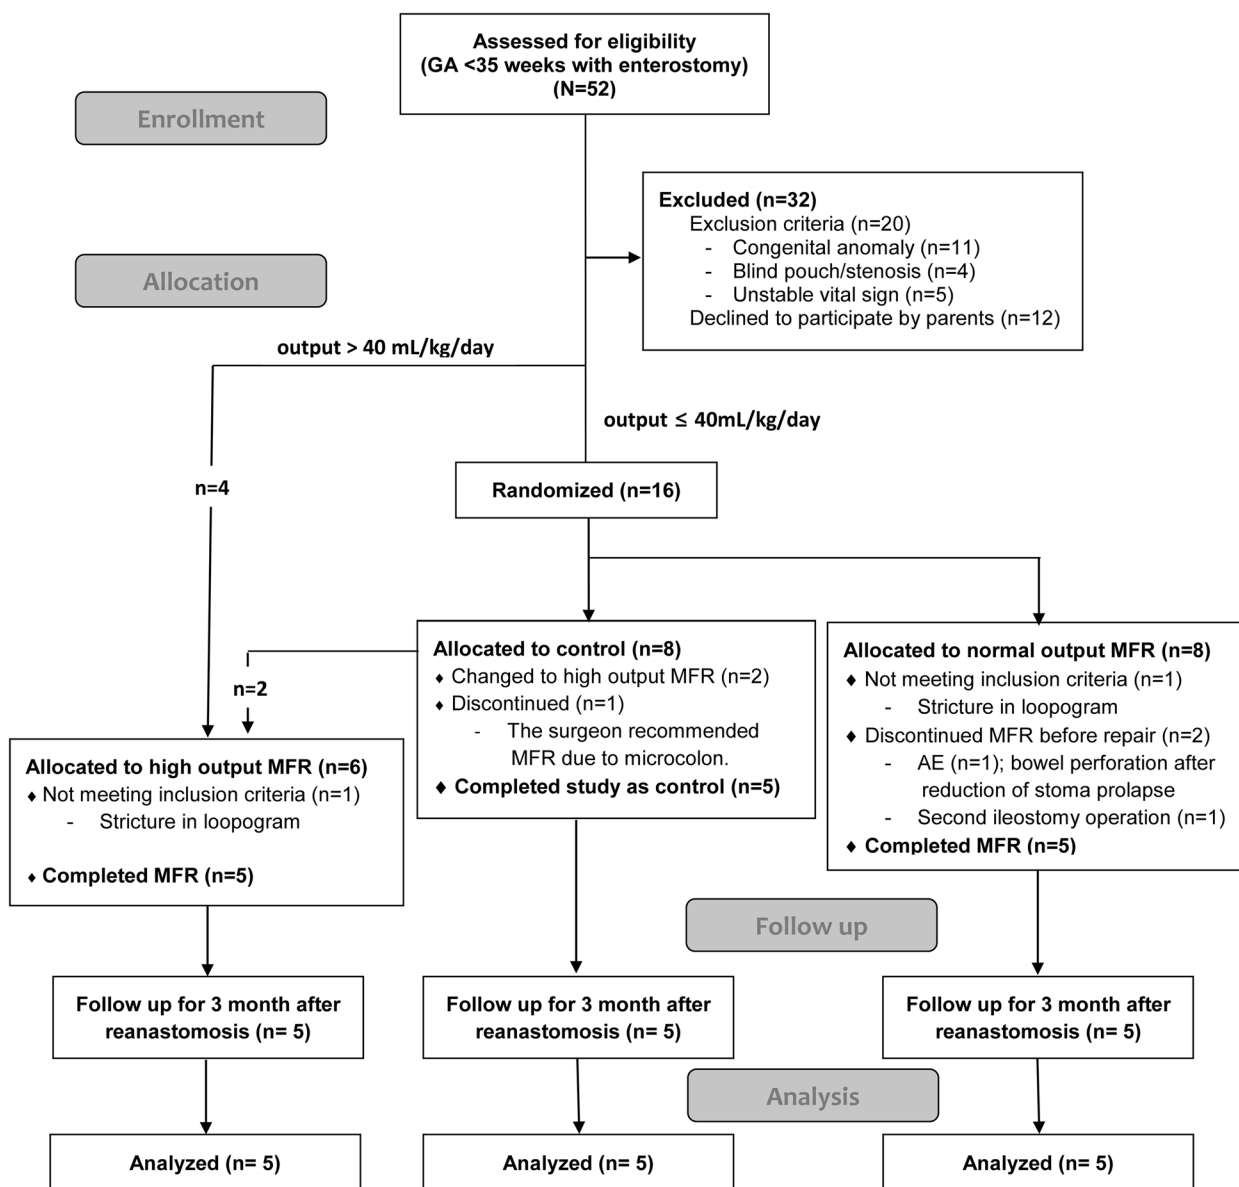 Assessed for eligibility
(GA <35 weeks with enterostomy)
(N=52)
Enrollment
Excluded (n=32)
Exclusion criteria (n=20)
- Congenital anomaly (n=11)
- Blind pouch/stenosis (n=4)
- Unstable vital sign (n=5)
Declined to participate by parents (n=12)
Allocation
output > 40 mL/kg/day
output ≤ 40mL/kg/day
n=4
Randomized (n=16)
n=2
Allocated to high output MFR (n=6)
♦ Not meeting inclusion criteria (n=1)
- Stricture in loopogram
♦ Completed MFR (n=5)
Allocated to control (n=8)
♦ Changed to high output MFR (n=2)
♦ Discontinued (n=1)
- The surgeon recommended
MFR due to microcolon.
♦ Completed study as control (n=5)
Allocated to normal output MFR (n=8)
♦ Not meeting inclusion criteria (n=1)
- Stricture in loopogram
♦ Discontinued MFR before repair (n=2)
- AE (n=1); bowel perforation after
reduction of stoma prolapse
- Second ileostomy operation (n=1)
♦ Completed MFR (n=5)
Follow up
Follow up for 3 month after
reanastomosis (n= 5)
Follow up for 3 month after
reanastomosis (n= 5)
Follow up for 3 month after
reanastomosis (n= 5)
Analysis
Analyzed (n= 5)
Analyzed (n= 5)
Analyzed (n= 5)